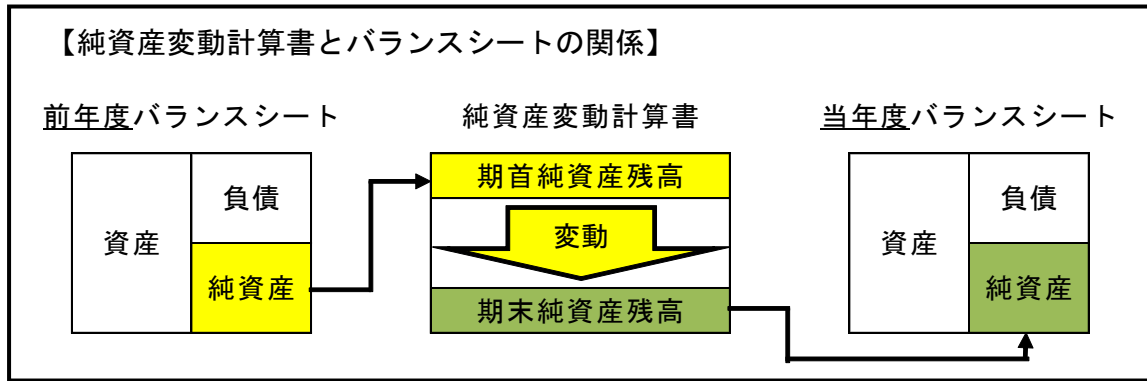 【純資産変動計算書とバランスシートの関係】
前年度バランスシート
純資産変動計算書
当年度バランスシート
資産
負債
純資産
期首純資産残高
変動
期末純資産残高
資産
負債
純資産